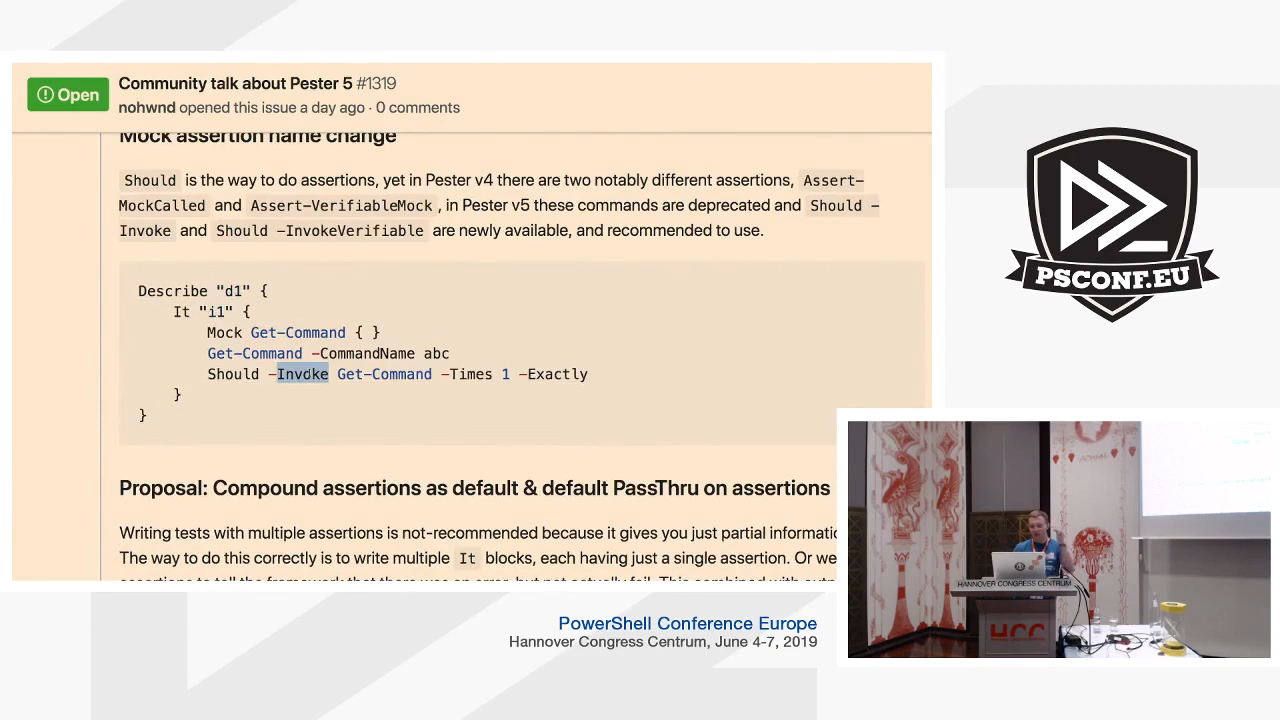 Open
Community talk about Pester 5 #1319
nohwnd opened this issue a day ago · 0 comments
Mock assertion name change
Should is the way to do assertions, yet in Pester v4 there are two notably different assertions, Assert-
MockCalled and Assert-VerifiableMock, in Pester v5 these commands are deprecated and Should -
Invoke and Should -InvokeVerifiable are newly available, and recommended to use.
Describe "d1" {
It "i1" {
Mock Get-Command { }
Get-Command -CommandName abc
Should -Invoke Get-Command -Times 1 -Exactly
}
}
Proposal: Compound assertions as default & default PassThru on assertions
Writing tests with multiple assertions is not-recommended because it gives you just partial
The way to do this correctly is to write multiple It blocks, each having just a single assertion. Or we
PSCONF.EU
HANNOVER CONGRESS CENTRUM
HCC
PowerShell Conference Europe
Hannover Congress Centrum, June 4-7, 2019